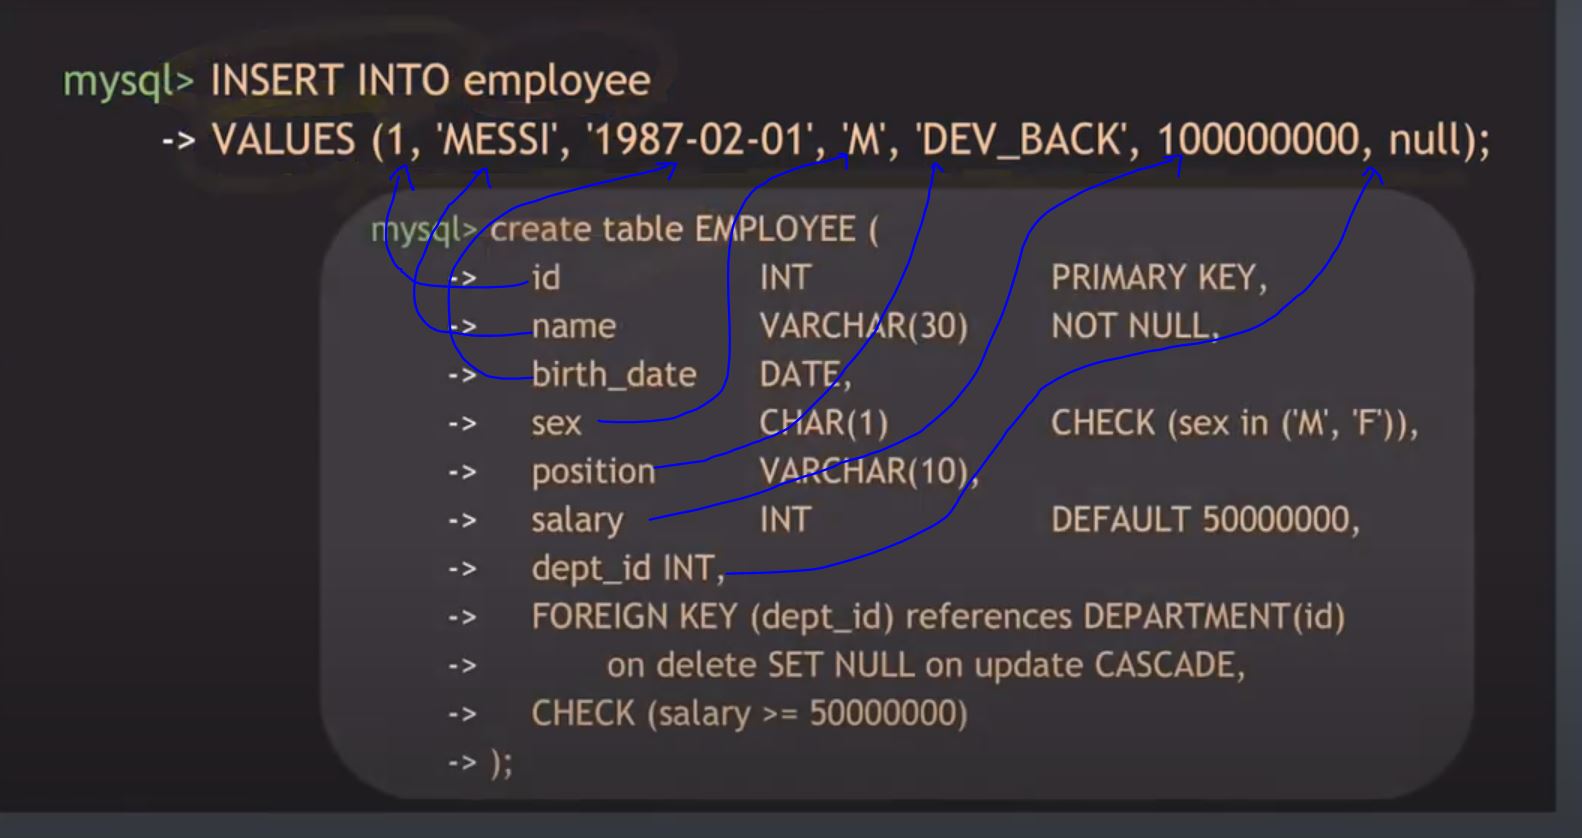 mysql> INSERT INTO employee
-> VALUES (1, 'MESSI', '1987-02-01', 'M', 'DEV_BACK', 100000000, null);
mysql> create table EMPLOYEE (
-> id INT PRIMARY KEY,
-> name VARCHAR(30) NOT NULL,
-> birth_date DATE,
-> sex CHAR(1) CHECK (sex in ('M', 'F')),
-> position VARCHAR(10),
-> salary INT DEFAULT 50000000,
-> dept_id INT,
-> FOREIGN KEY (dept_id) references DEPARTMENT(id)
-> on delete SET NULL on update CASCADE,
-> CHECK (salary >= 50000000)
-> );